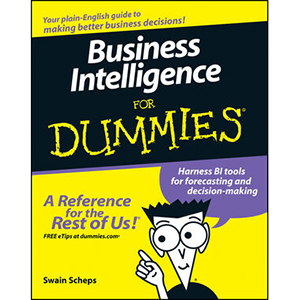 Your plain-English guide to
making better business decisions!
Business
Intelligence
FOR
DUMMIES®
Harness BI tools
for forecasting and
decision-making
A Reference
for the
Rest of Us!®
FREE eTips at dummies.com®
Swain Scheps